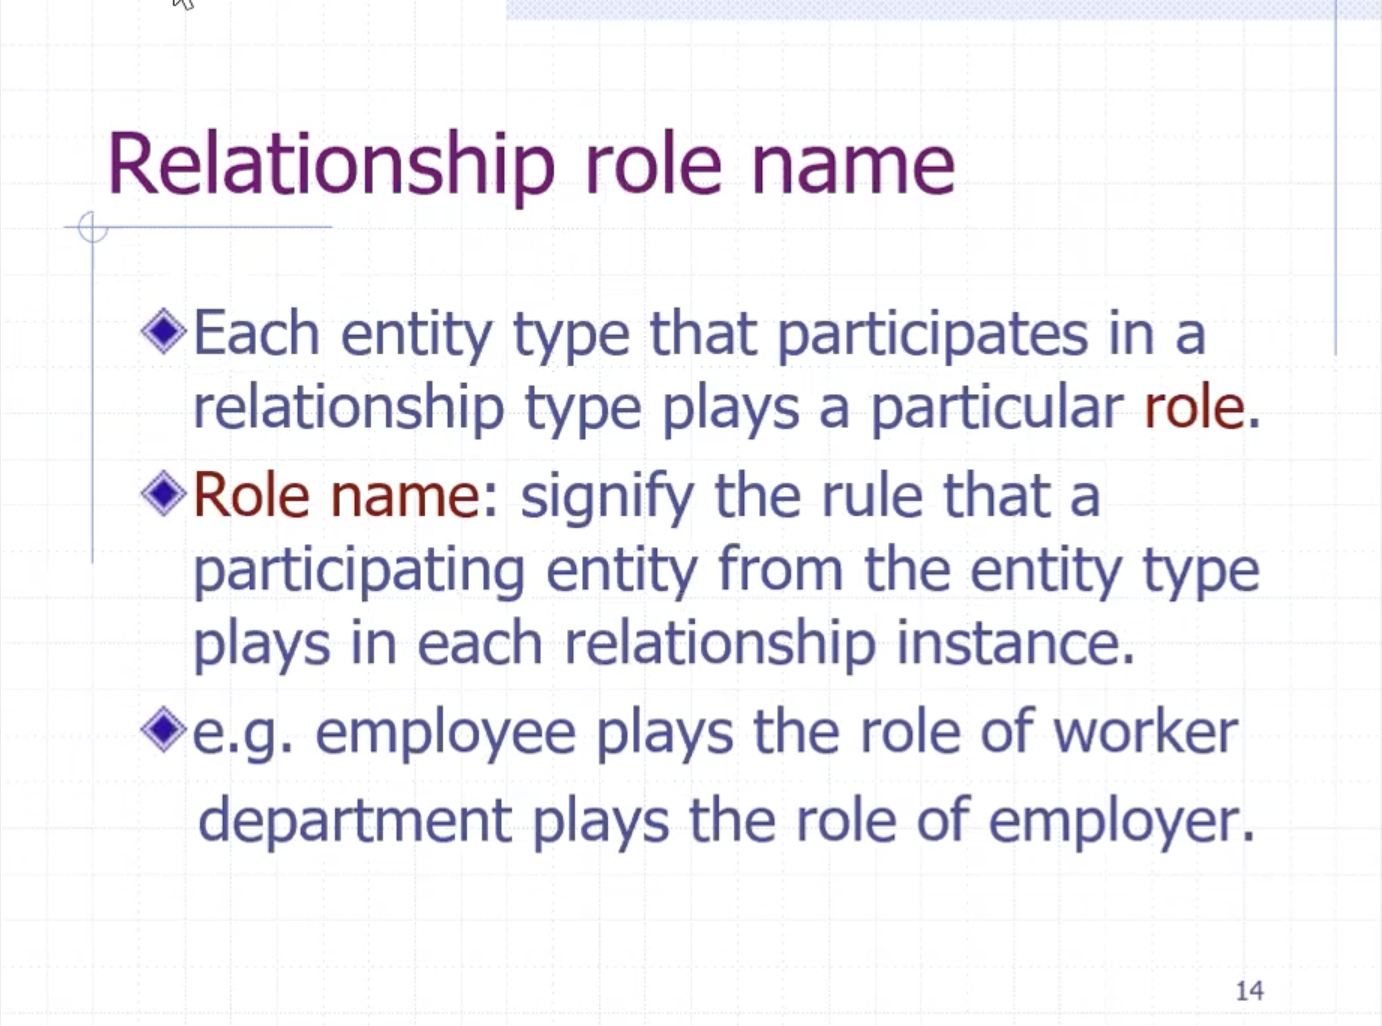 Relationship role name
Each entity type that participates in a
relationship type plays a particular role.
Role name: signify the rule that a
participating entity from the entity type
plays in each relationship instance.
e.g. employee plays the role of worker
department plays the role of employer.
14